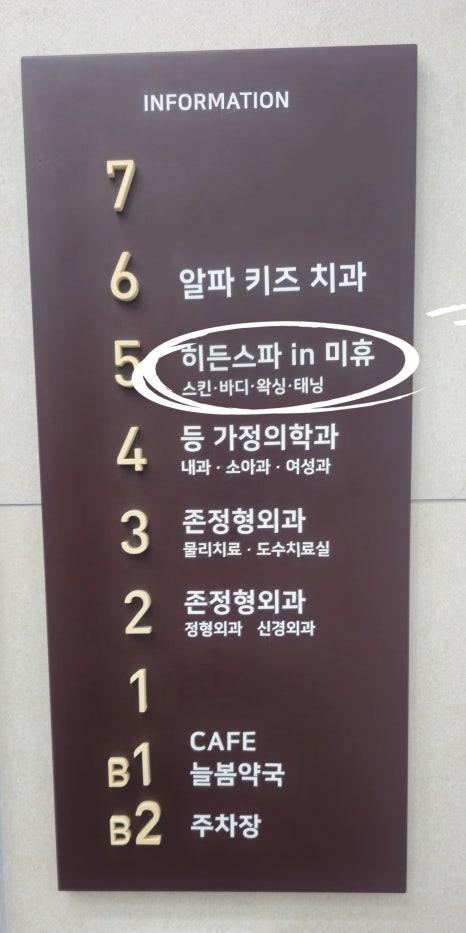 INFORMATION
7
6 알파 키즈 치과
5 히든스파 in 미휴
스킨·바디·왁싱·태닝
4 등 가정의학과
내과 · 소아과 · 여성과
3 존정형외과
물리치료 · 도수치료실
2 존정형외과
정형외과 신경외과
1
B1 CAFE
늘봄약국
B2 주차장